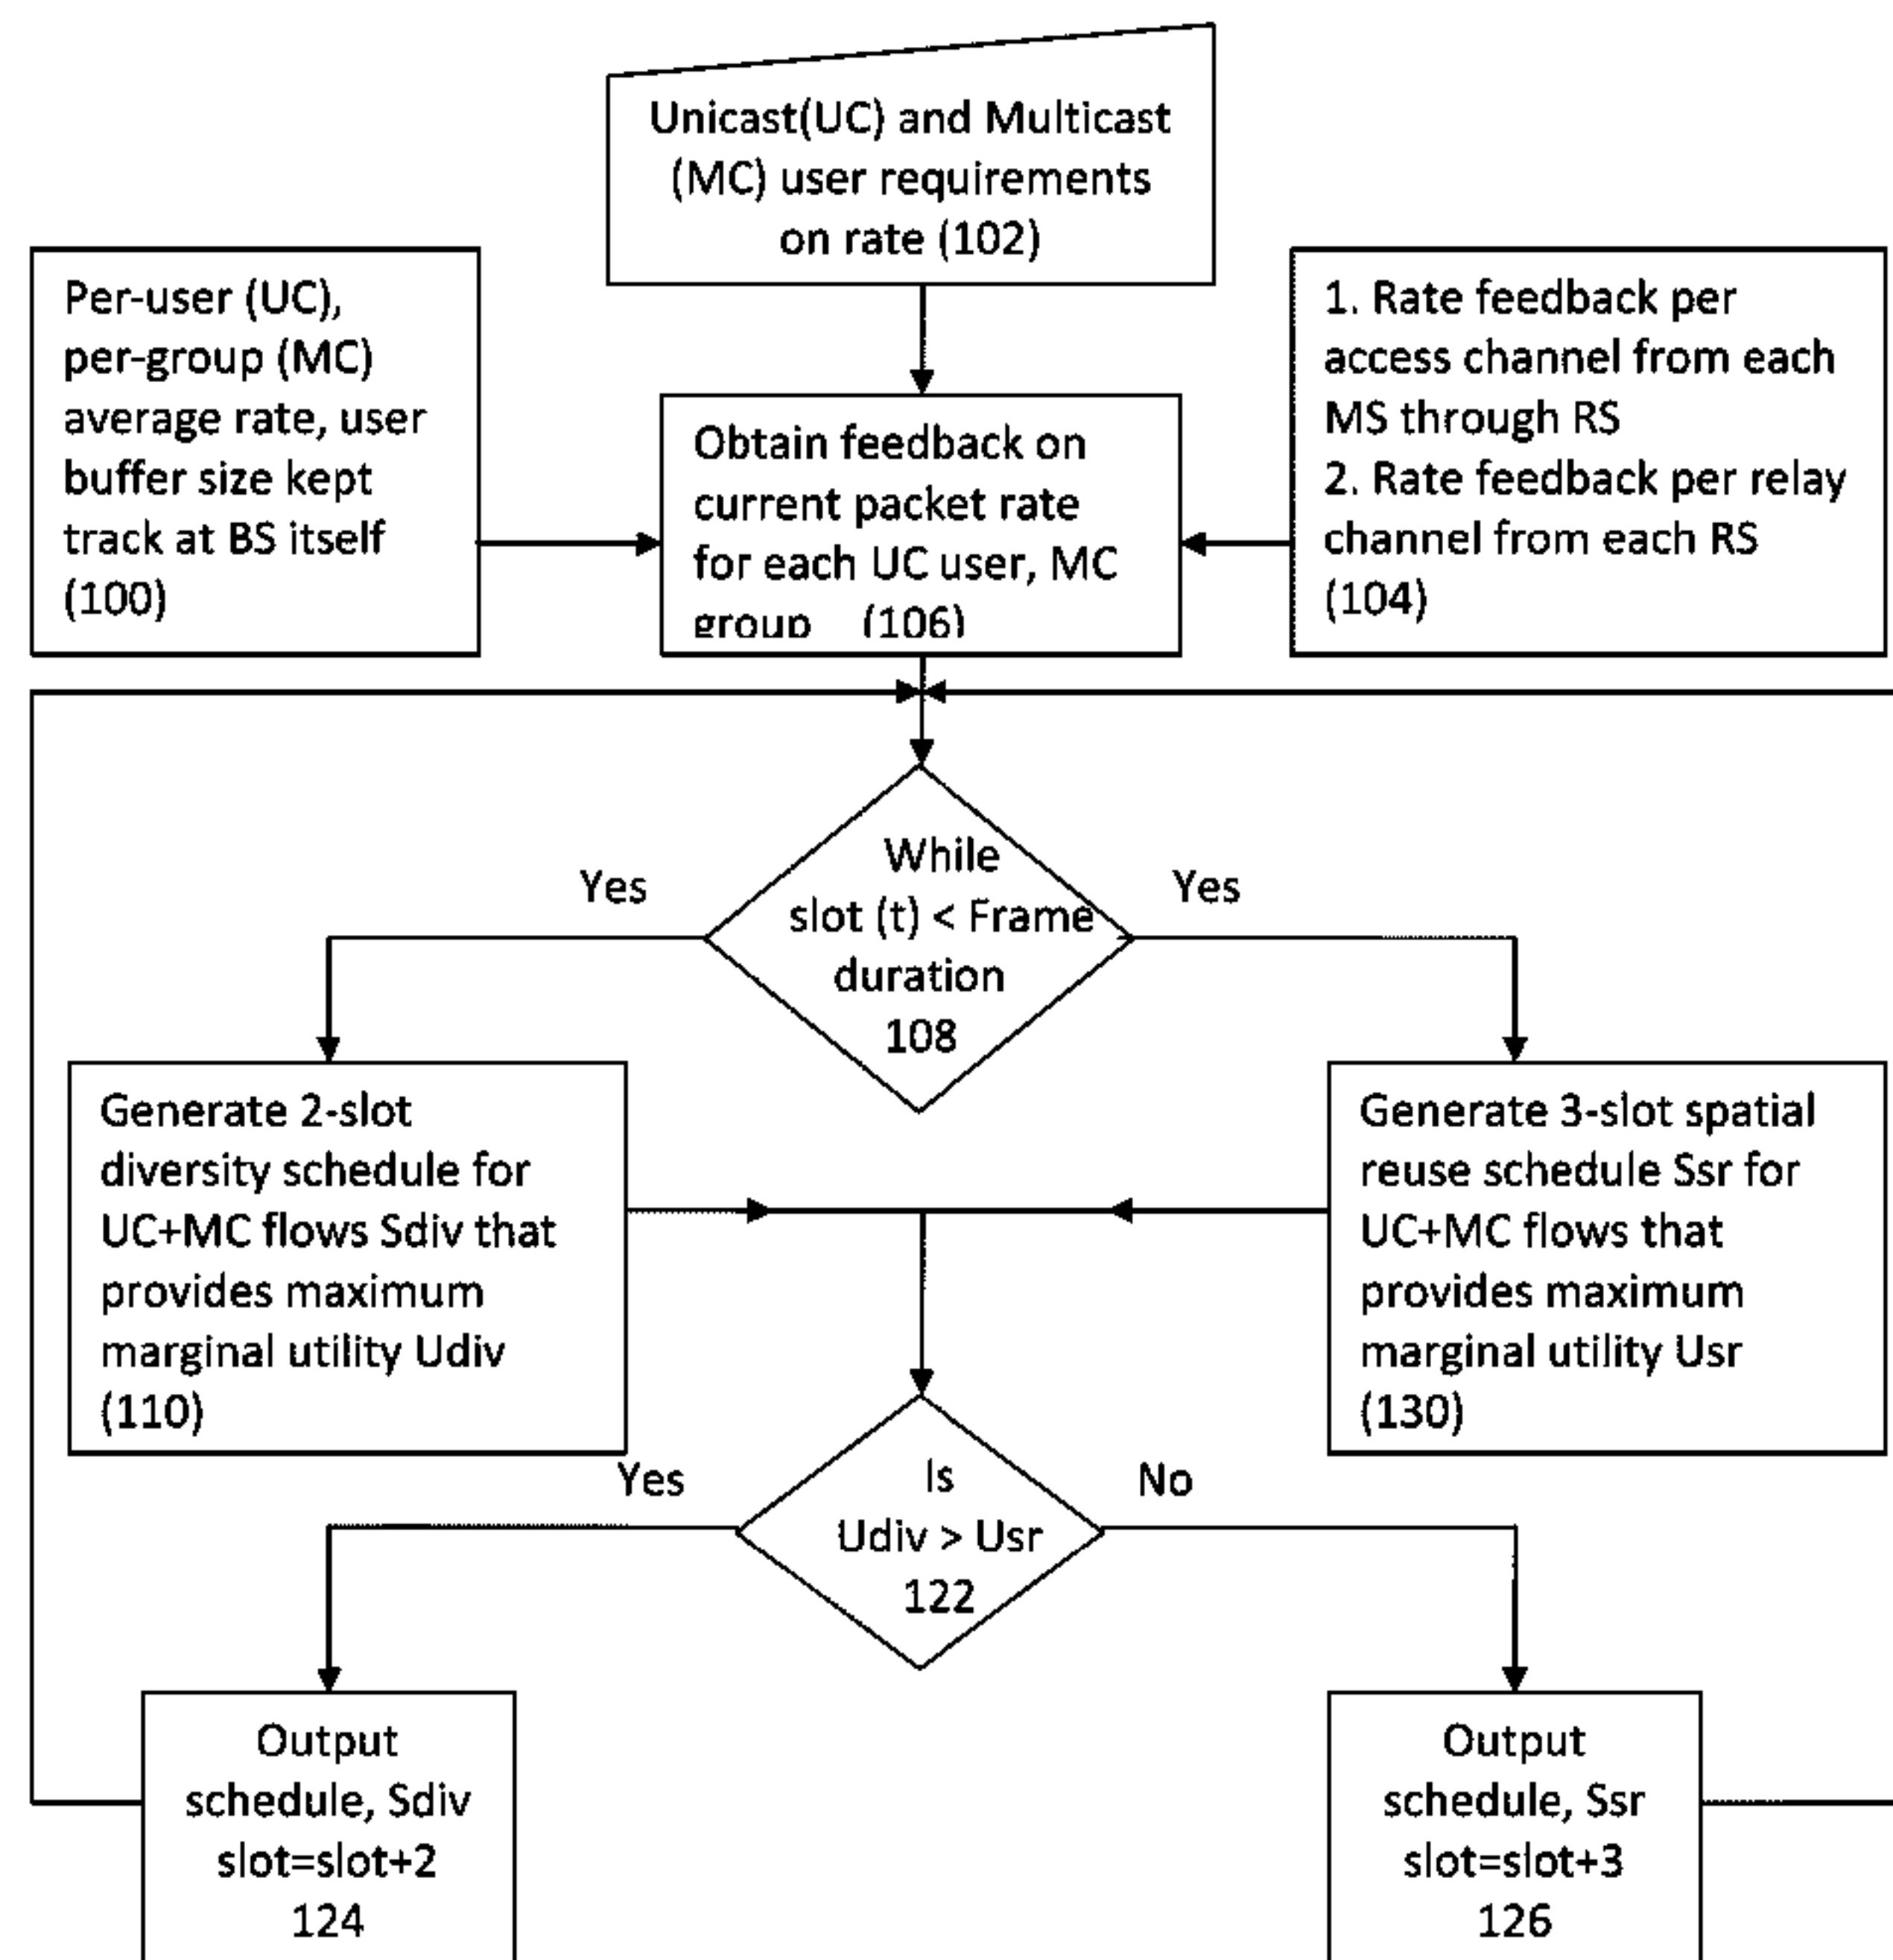 Unicast(UC) and Multicast
(MC) user requirements
on rate (102)
Per-user (UC),
per-group (MC)
average rate, user
buffer size kept
track at BS itself
(100)
Obtain feedback on
current packet rate
for each UC user, MC
group (106)
1. Rate feedback per
access channel from each
MS through RS
2. Rate feedback per relay
channel from each RS
(104)
While
slot (t) < Frame
duration
108
Yes
Yes
Generate 2-slot
diversity schedule for
UC+MC flows Sdiv that
provides maximum
marginal utility Udiv
(110)
Generate 3-slot spatial
reuse schedule Ssr for
UC+MC flows that
provides maximum
marginal utility Usr
(130)
Is
Udiv > Usr
122
Yes
No
Output
schedule, Sdiv
slot=slot+2
124
Output
schedule, Ssr
slot=slot+3
126